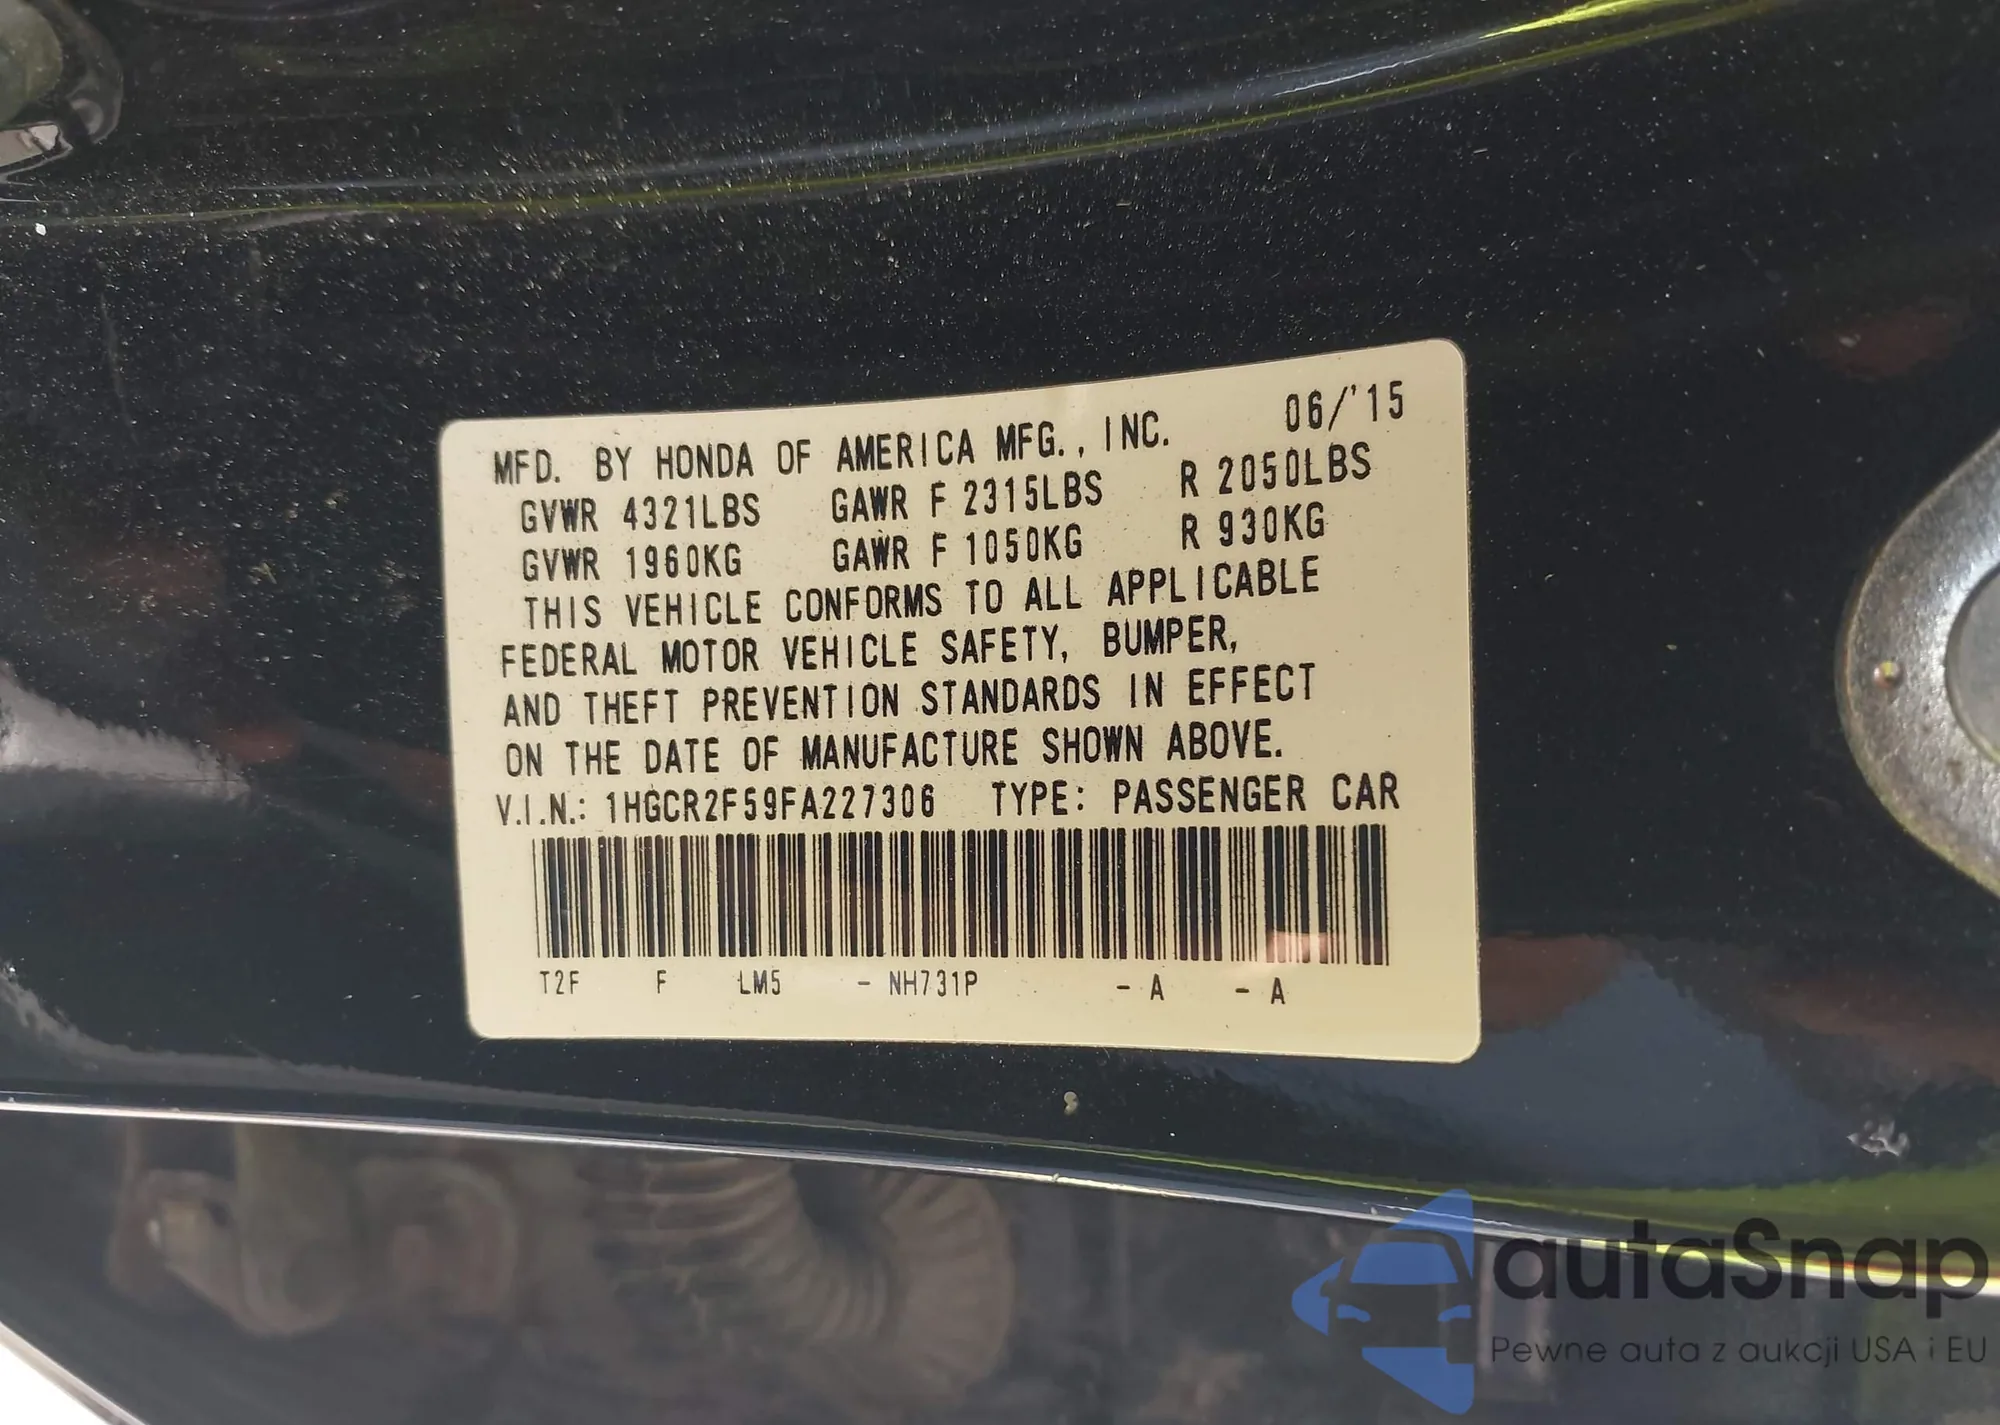 MFD. BY HONDA OF AMERICA MFG., INC. 06/'15
GVWR 4321LBS GAWR F 2315LBS R 2050LBS
GVWR 1960KG GAWR F 1050KG R 930KG
THIS VEHICLE CONFORMS TO ALL APPLICABLE
FEDERAL MOTOR VEHICLE SAFETY, BUMPER,
AND THEFT PREVENTION STANDARDS IN EFFECT
ON THE DATE OF MANUFACTURE SHOWN ABOVE.
V.I.N.: 1HGCR2F59FA227306 TYPE: PASSENGER CAR
T2F F LM5 - NH731P - A - A
autaSnap
Pewne auta z aukcji USA i EU